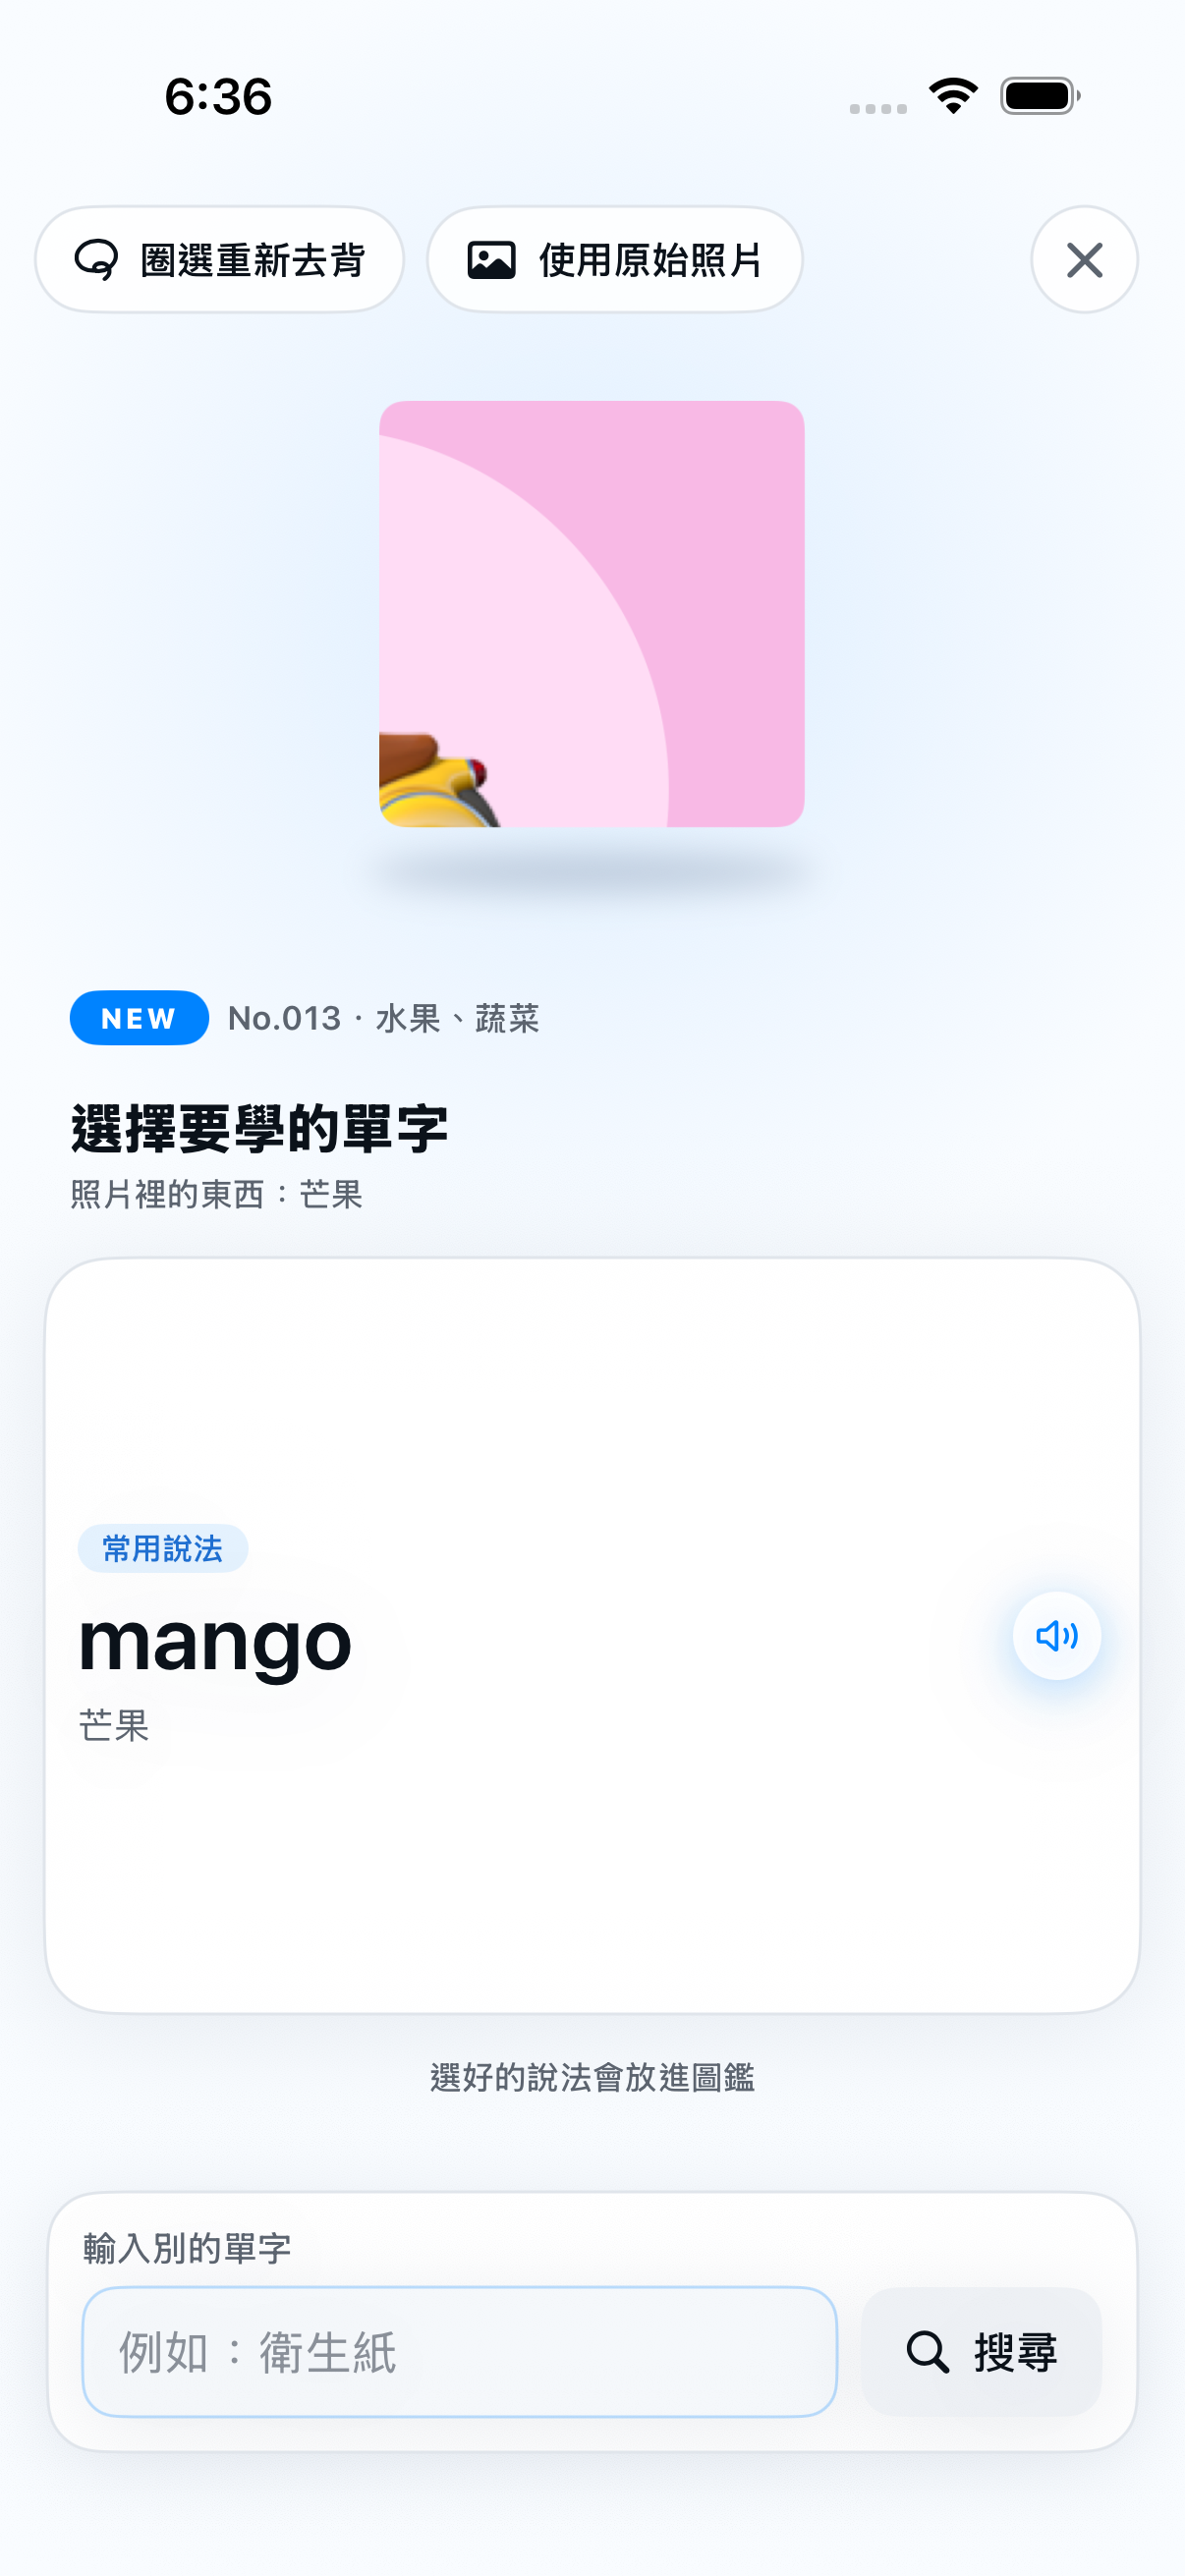 6:36
圈選重新去背
使用原始照片
NEW No.013 · 水果、蔬菜
選擇要學的單字
照片裡的東西：芒果
常用說法
mango
芒果
選好的說法會放進圖鑑
輸入別的單字
例如：衛生紙
搜尋